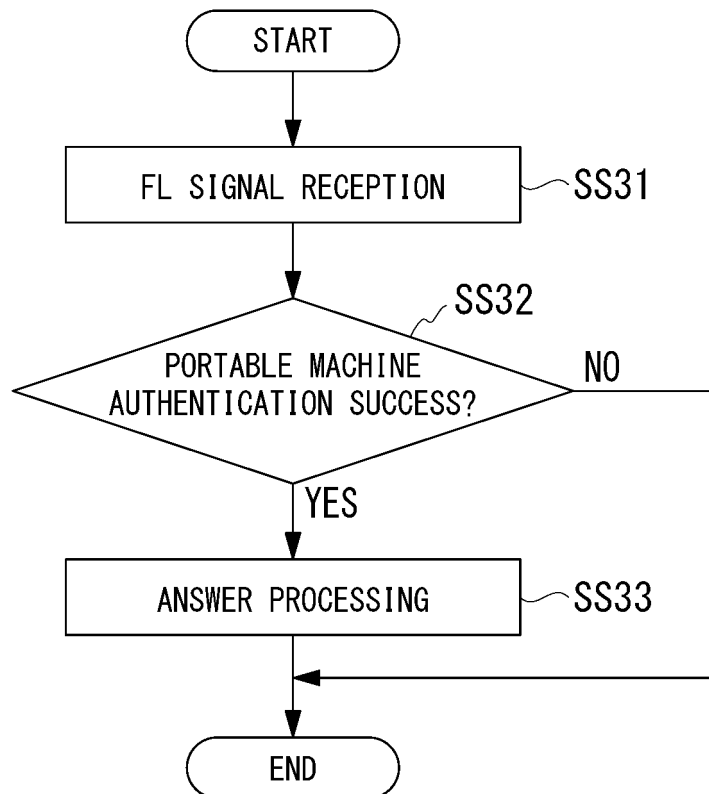 START
FL SIGNAL RECEPTION
SS31
SS32
PORTABLE MACHINE
AUTHENTICATION SUCCESS?
NO
YES
ANSWER PROCESSING
SS33
END